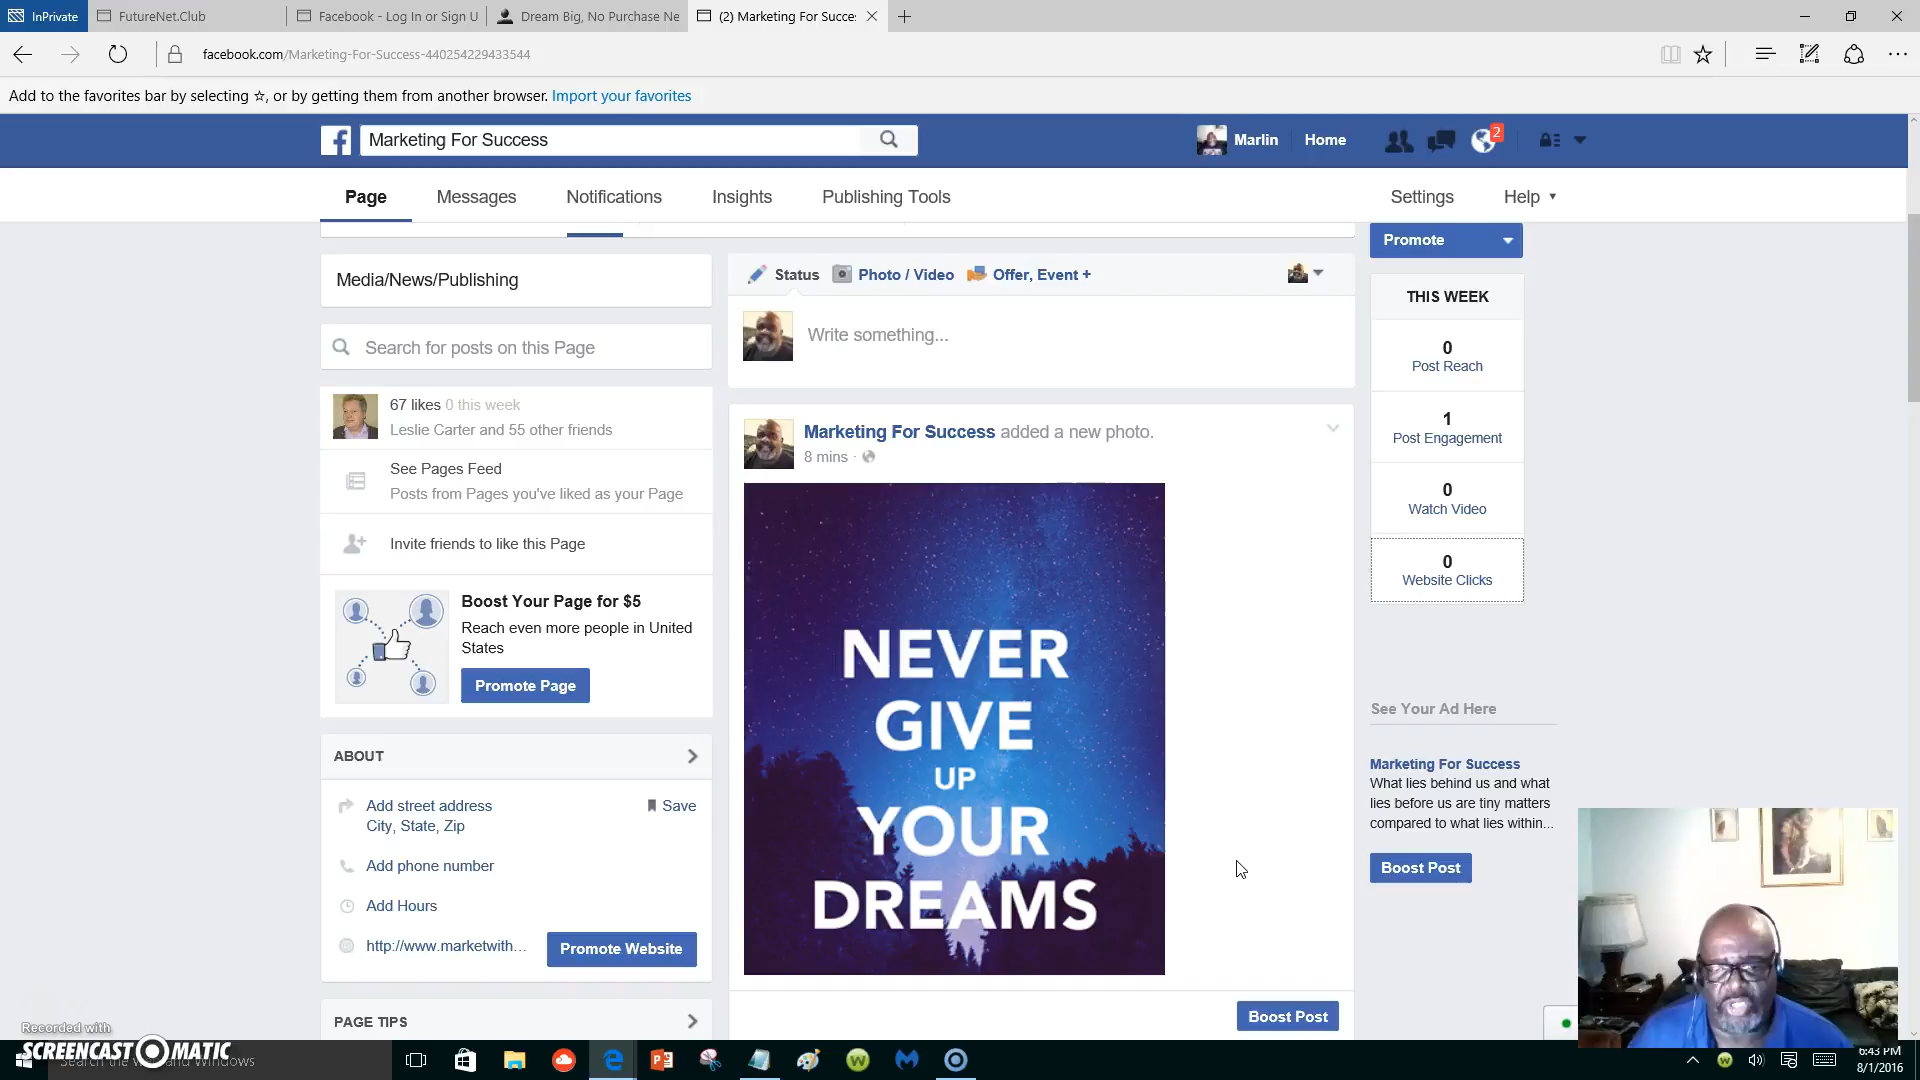 InPrivate
FutureNet.Club
Facebook - Log In or Sign U
Dream Big, No Purchase Ne
(2) Marketing For Succe:
facebook.com/Marketing-For-Success-440254229433544
Add to the favorites bar by selecting ☆, or by getting them from another browser. Import your favorites
Marketing For Success
Marlin
Home
2
Page
Messages
Notifications
Insights
Publishing Tools
Settings
Help
Media/News/Publishing
Search for posts on this Page
67 likes 0 this week
Leslie Carter and 55 other friends
See Pages Feed
Posts from Pages you've liked as your Page
Invite friends to like this Page
Boost Your Page for $5
Reach even more people in United
States
Promote Page
ABOUT
Add street address
City, State, Zip
Save
Add phone number
Add Hours
http://www.marketwith...
Promote Website
PAGE TIPS
Status
Photo / Video
Offer, Event +
Write something...
Marketing For Success added a new photo.
8 mins ·
NEVER
GIVE
UP
YOUR
DREAMS
Boost Post
Promote
THIS WEEK
0
Post Reach
1
Post Engagement
0
Watch Video
0
Website Clicks
See Your Ad Here
Marketing For Success
What lies behind us and what
lies before us are tiny matters
compared to what lies within...
Boost Post
Recorded with
SCREENCAST-O-MATIC
Search the web and Windows
6:43 PM
8/1/2016